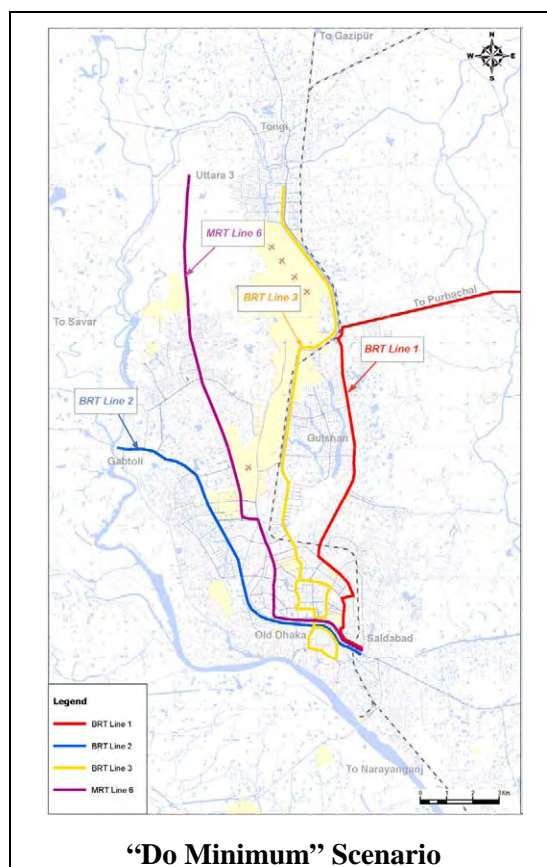 To Gazipur
N
W
E
S
Tongi
Uttara 3
MRT Line 6
BRT Line 3
To Purbachal
To Savar
BRT Line 1
BRT Line 2
Gulshan
Gabtoli
Old Dhaka
Saldabad
Legend
BRT Line 1
BRT Line 2
BRT Line 3
MRT Line 6
To Narayanganj
0 1 2 3 Km
“Do Minimum” Scenario